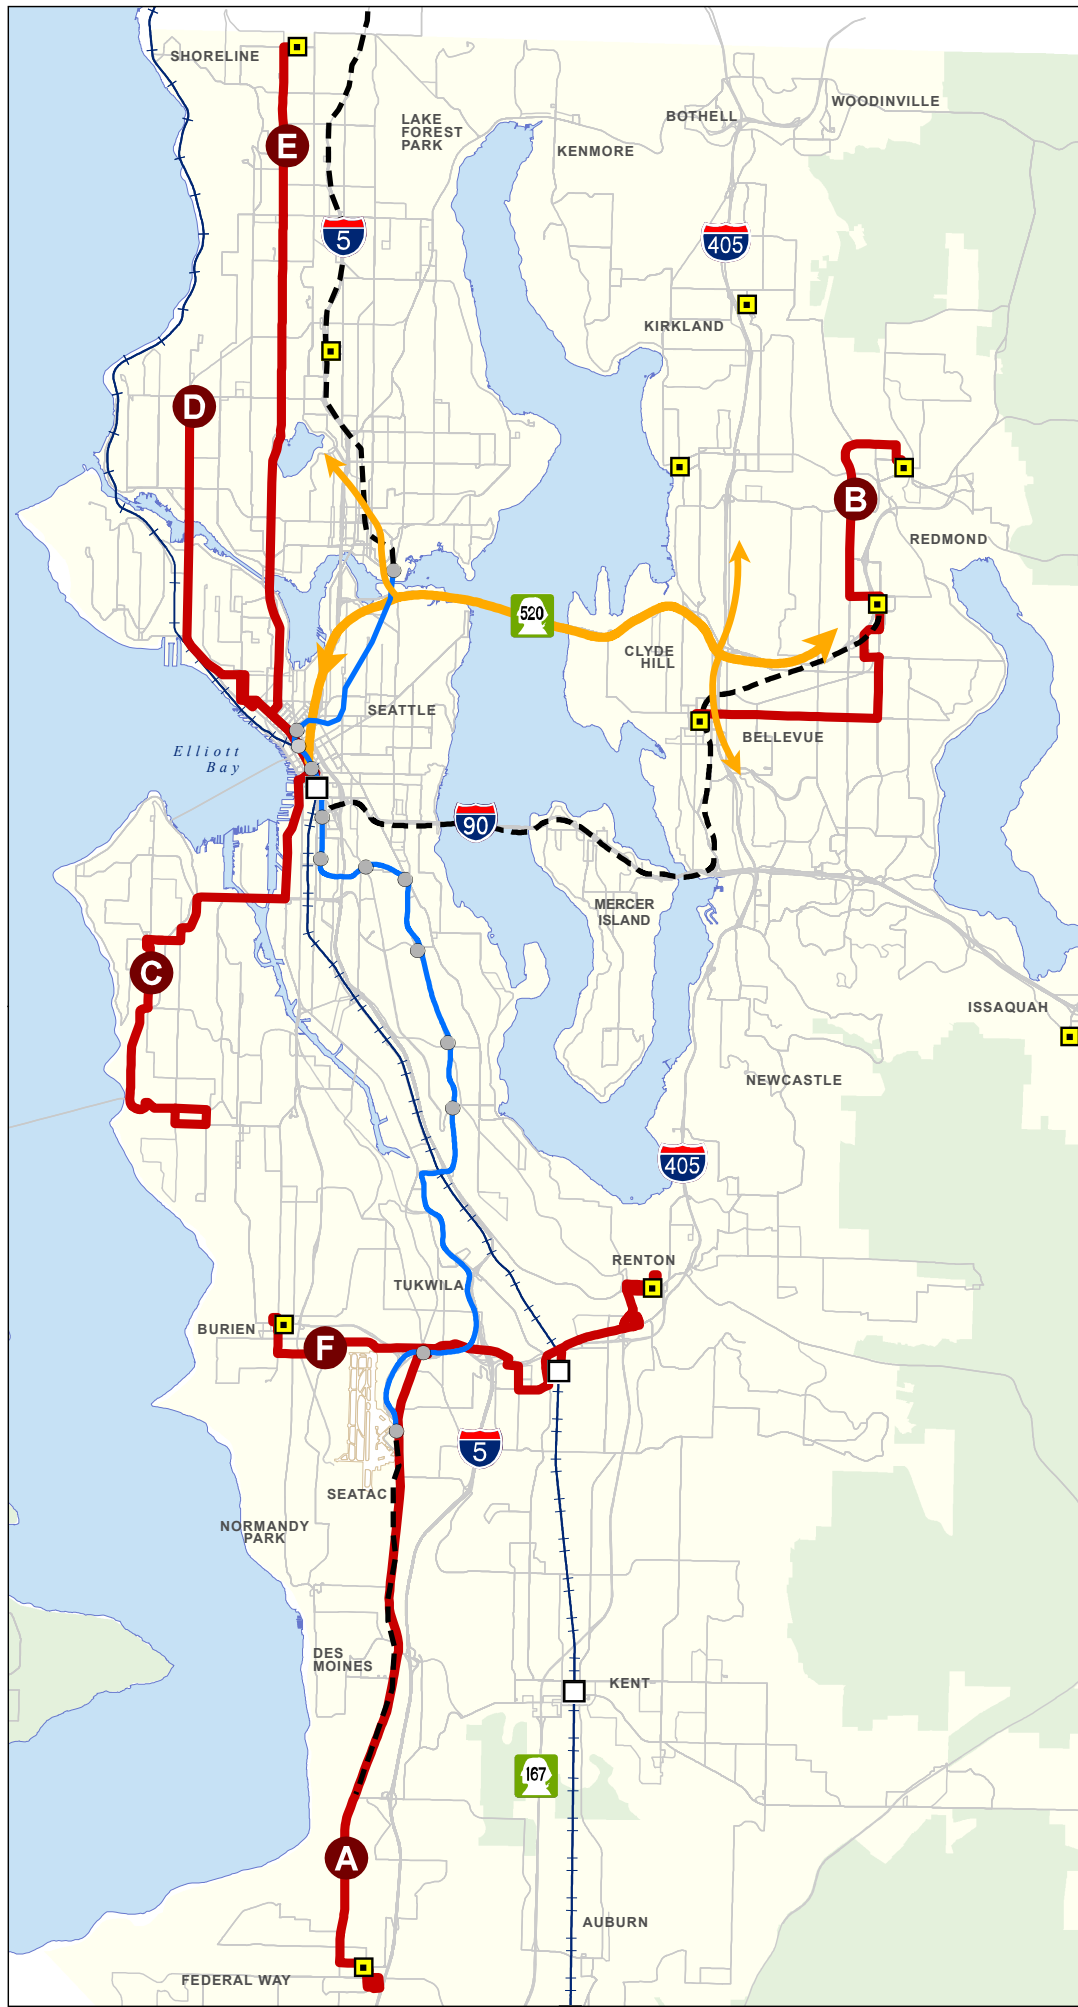 SHORELINE
LAKE
FOREST
PARK
BOTHELL
WOODINVILLE
E
KENMORE
5
405
KIRKLAND
D
B
REDMOND
520
CLYDE
HILL
SEATTLE
BELLEVUE
Elliott
Bay
90
MERCER
ISLAND
C
ISSAQUAH
NEWCASTLE
405
RENTON
TUKWILA
BURIEN
F
5
SEATAC
NORMANDY
PARK
DES
MOINES
KENT
167
A
AUBURN
FEDERAL WAY